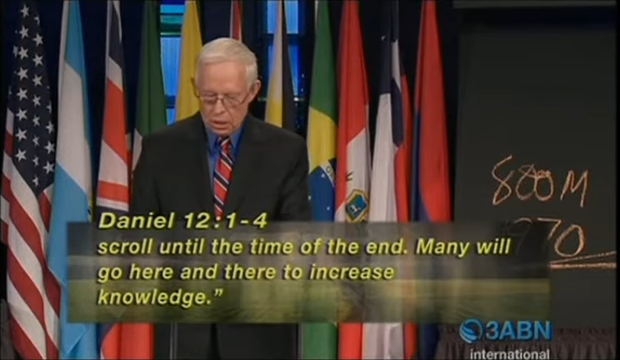 800M
1970
Daniel 12:1-4
scroll until the time of the end. Many will
go here and there to increase
knowledge.”
3ABN
international